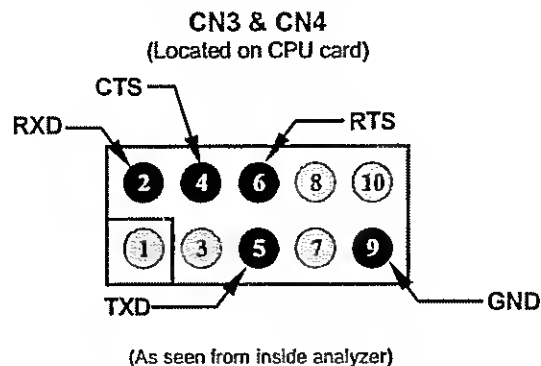 CN3 & CN4
(Located on CPU card)
CTS
RXD
RTS
2 4 6 8 10
1 3 5 7 9
TXD
GND
(As seen from inside analyzer)